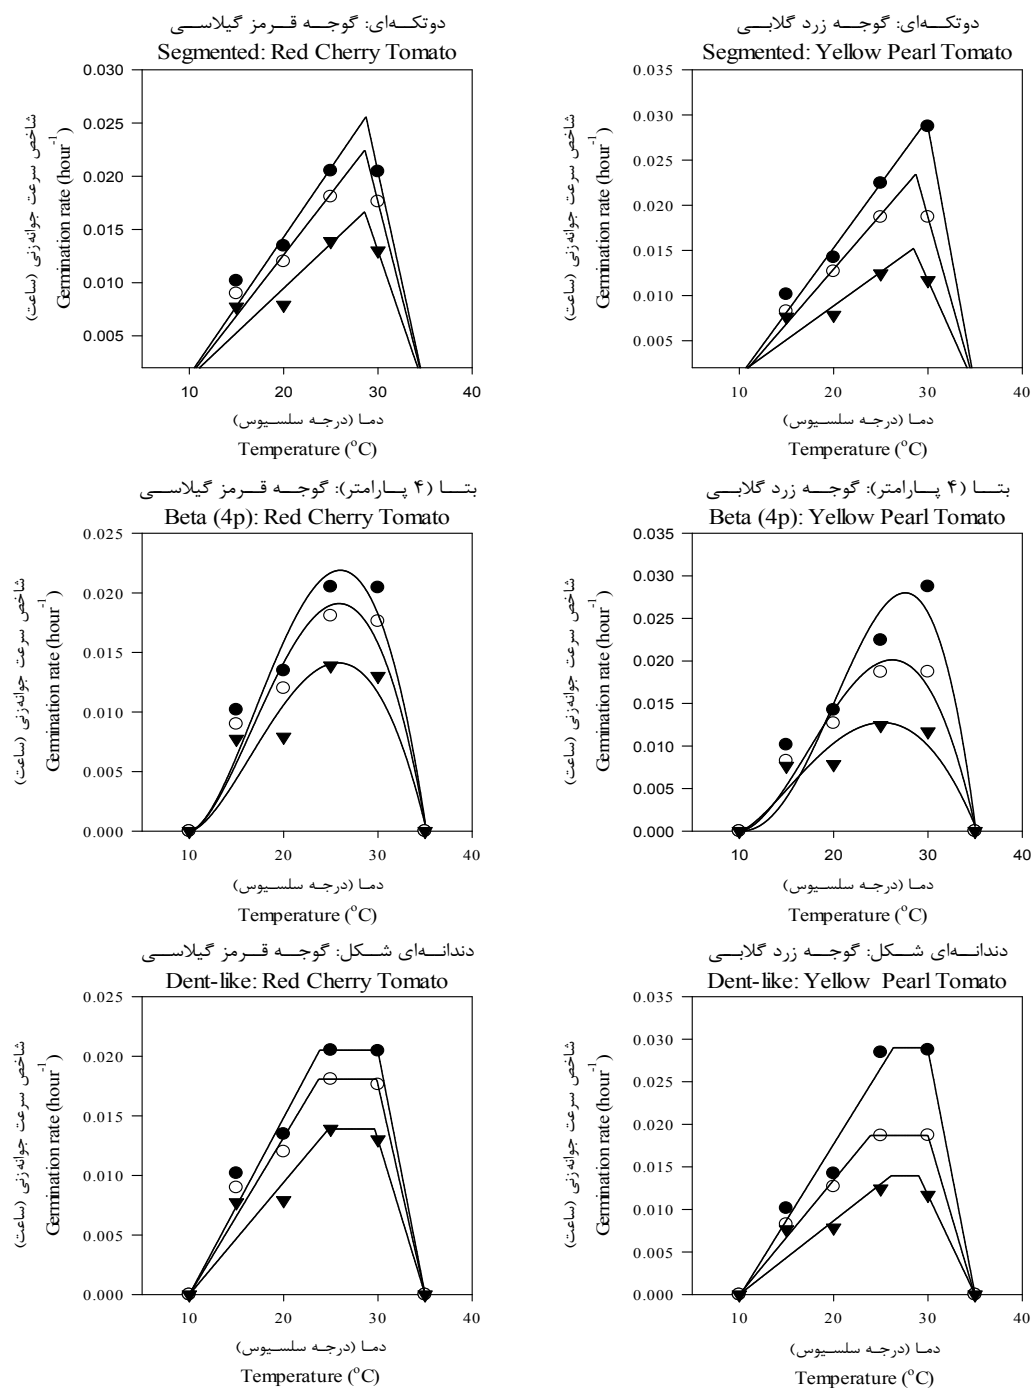 دوتکه‌ای: گوجه قرمز گیلاسی
Segmented: Red Cherry Tomato
شاخص سرعت جوانه‌زنی (ساعت)
Germination rate (hour-1)
0.030
0.025
0.020
0.015
0.010
0.005
10 20 30 40
دما (درجه سلسیوس)
Temperature (oC)
دوتکه‌ای: گوجه زرد گلابی
Segmented: Yellow Pearl Tomato
شاخص سرعت جوانه‌زنی (ساعت)
Germination rate (hour-1)
0.035
0.030
0.025
0.020
0.015
0.010
0.005
10 20 30 40
دما (درجه سلسیوس)
Temperature (oC)
بتا (۴ پارامتر): گوجه قرمز گیلاسی
Beta (4p): Red Cherry Tomato
شاخص سرعت جوانه‌زنی (ساعت)
Germination rate (hour-1)
0.025
0.020
0.015
0.010
0.005
0.000
10 20 30 40
دما (درجه سلسیوس)
Temperature (oC)
بتا (۴ پارامتر): گوجه زرد گلابی
Beta (4p): Yellow Pearl Tomato
شاخص سرعت جوانه‌زنی (ساعت)
Germination rate (hour-1)
0.035
0.030
0.025
0.020
0.015
0.010
0.005
0.000
10 20 30 40
دما (درجه سلسیوس)
Temperature (oC)
دندانه‌ای شکل: گوجه قرمز گیلاسی
Dent-like: Red Cherry Tomato
شاخص سرعت جوانه‌زنی (ساعت)
Germination rate (hour-1)
0.025
0.020
0.015
0.010
0.005
0.000
10 20 30 40
دما (درجه سلسیوس)
Temperature (oC)
دندانه‌ای شکل: گوجه زرد گلابی
Dent-like: Yellow Pearl Tomato
شاخص سرعت جوانه‌زنی (ساعت)
Germination rate (hour-1)
0.035
0.030
0.025
0.020
0.015
0.010
0.005
0.000
10 20 30 40
دما (درجه سلسیوس)
Temperature (oC)